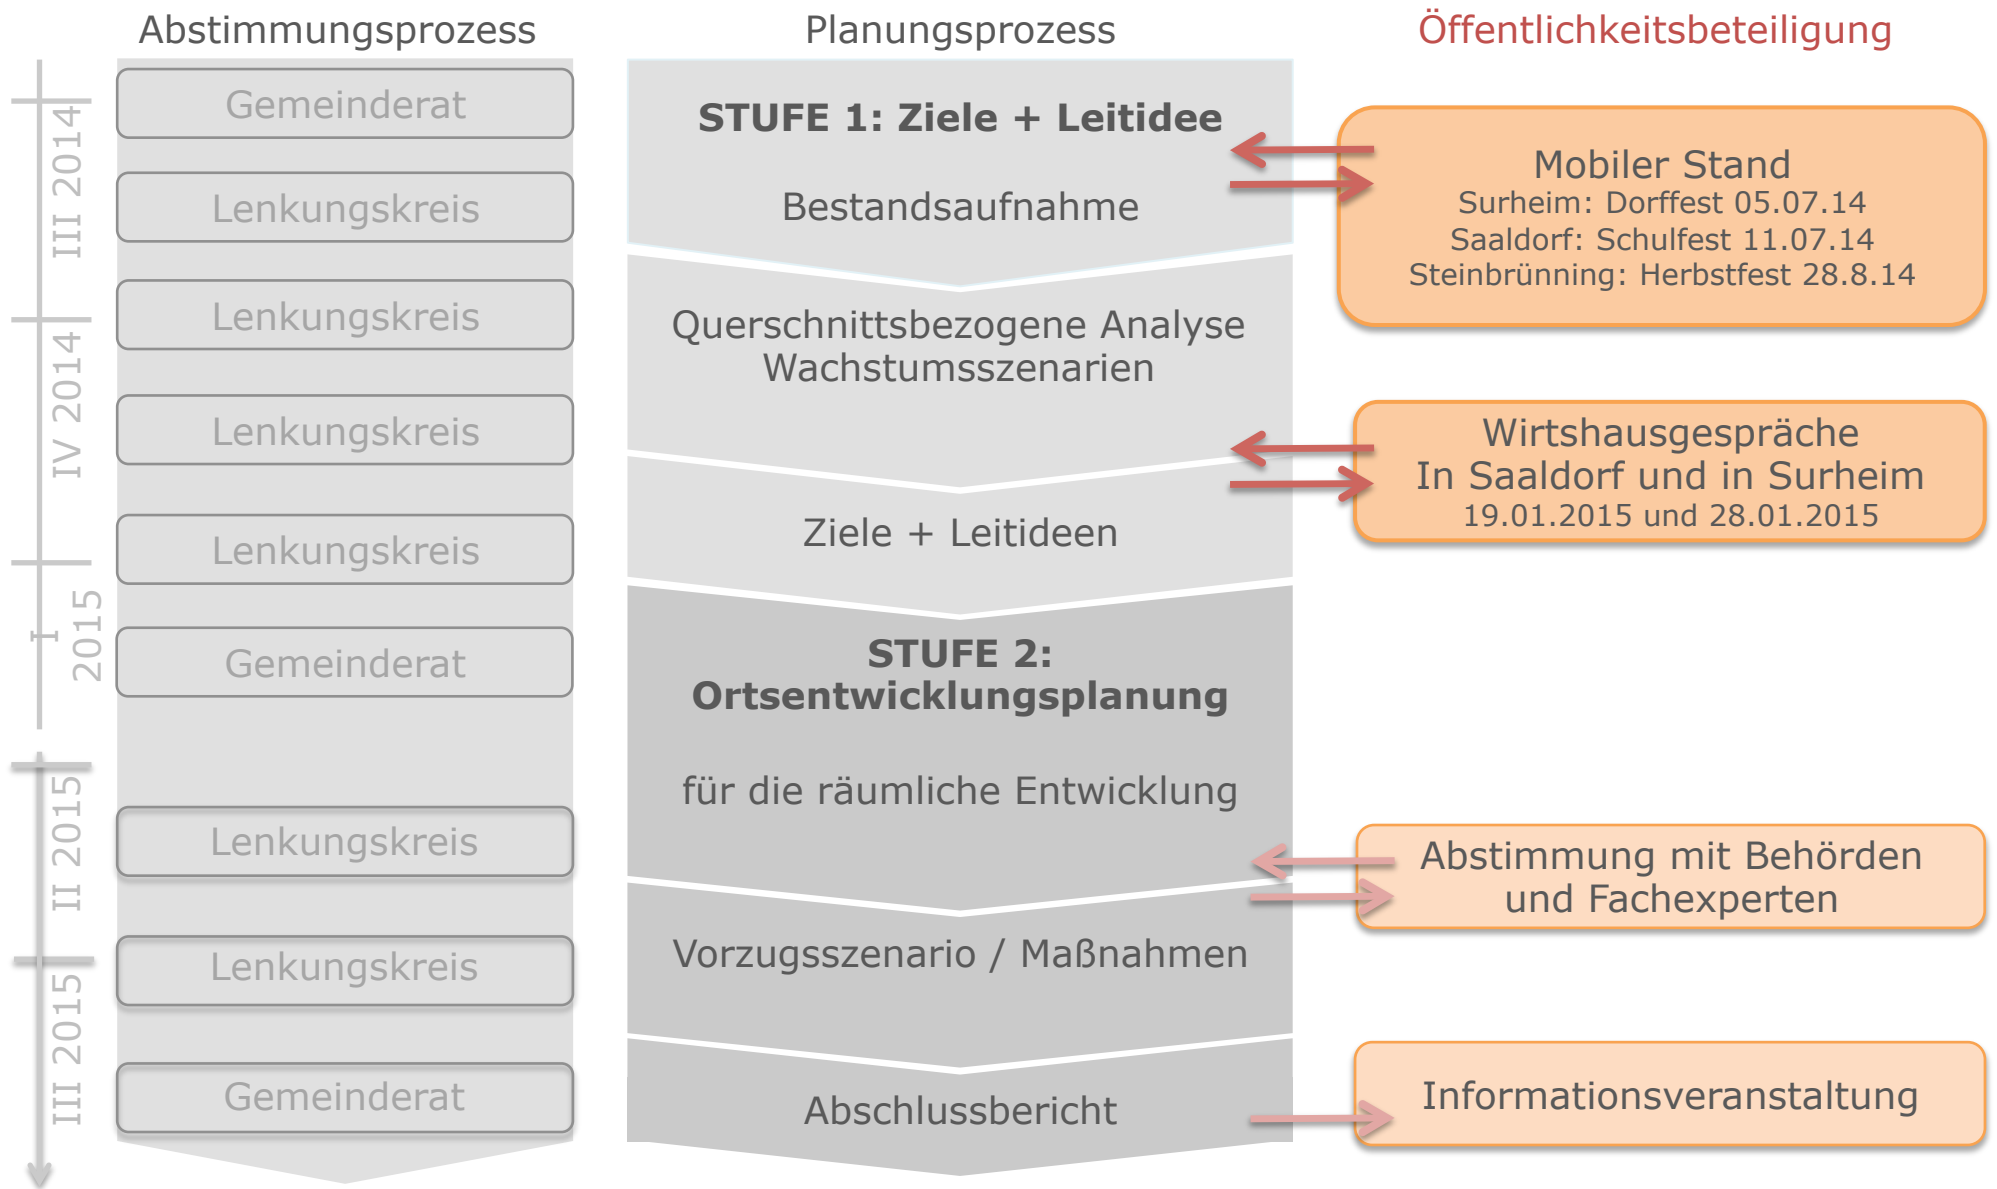 Abstimmungsprozess
Planungsprozess
Öffentlichkeitsbeteiligung
III 2014
IV 2014
I
2015
II 2015
III 2015
Gemeinderat
Lenkungskreis
Lenkungskreis
Lenkungskreis
Lenkungskreis
Gemeinderat
Lenkungskreis
Lenkungskreis
Gemeinderat
STUFE 1: Ziele + Leitidee
Bestandsaufnahme
Querschnittsbezogene Analyse
Wachstumsszenarien
Ziele + Leitideen
STUFE 2:
Ortsentwicklungsplanung
für die räumliche Entwicklung
Vorzugsszenario / Maßnahmen
Abschlussbericht
Mobiler Stand
Surheim: Dorffest 05.07.14
Saaldorf: Schulfest 11.07.14
Steinbrünning: Herbstfest 28.8.14
Wirtshausgespräche
In Saaldorf und in Surheim
19.01.2015 und 28.01.2015
Abstimmung mit Behörden
und Fachexperten
Informationsveranstaltung